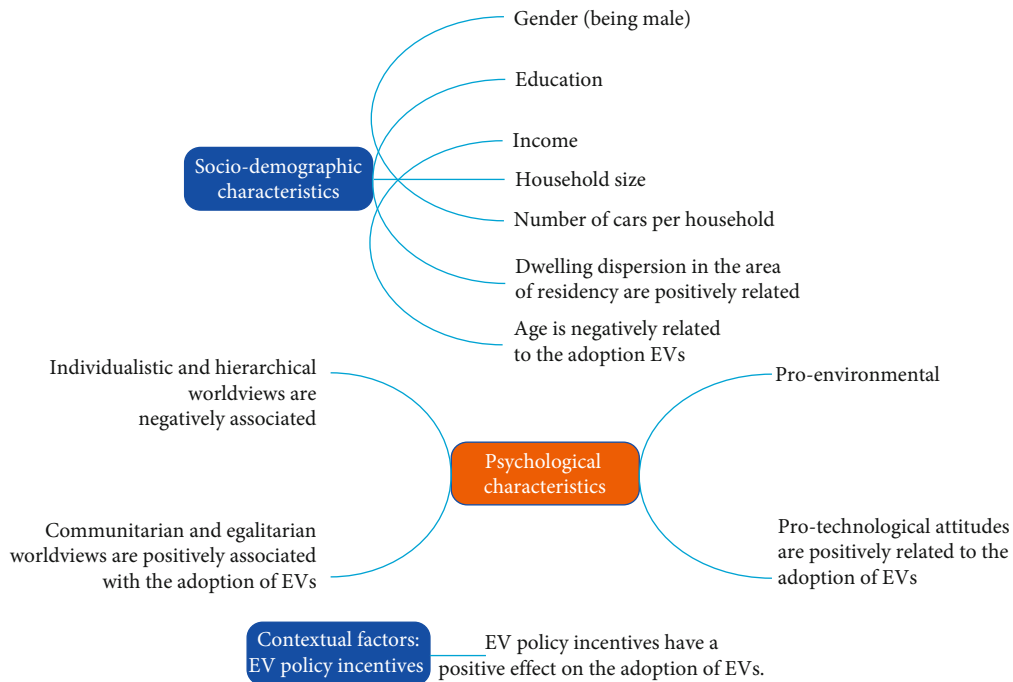 Gender (being male)
Education
Income
Socio-demographic
characteristics
Household size
Number of cars per household
Dwelling dispersion in the area
of residency are positively related
Age is negatively related
to the adoption EVs
Individualistic and hierarchical
worldviews are
negatively associated
Pro-environmental
Psychological
characteristics
Communitarian and egalitarian
worldviews are positively associated
with the adoption of EVs
Pro-technological attitudes
are positively related to the
adoption of EVs
Contextual factors:
EV policy incentives
EV policy incentives have a
positive effect on the adoption of EVs.